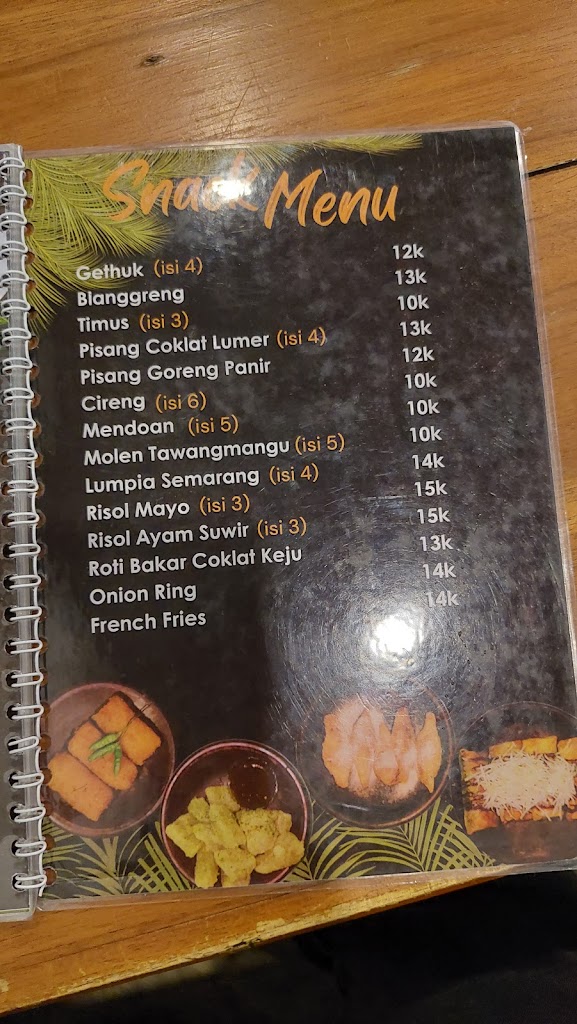 Snack Menu
Gethuk (isi 4) 12k
Blanggreng 13k
Timus (isi 3) 10k
Pisang Coklat Lumer (isi 4) 13k
Pisang Goreng Panir 12k
Cireng (isi 6) 10k
Mendoan (isi 5) 10k
Molen Tawangmangu (isi 5) 10k
Lumpia Semarang (isi 4) 14k
Risol Mayo (isi 3) 15k
Risol Ayam Suwir (isi 3) 15k
Roti Bakar Coklat Keju 13k
Onion Ring 14k
French Fries 14k